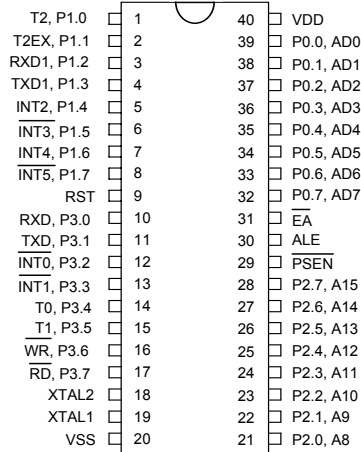 T2, P1.0 1 40 VDD
T2EX, P1.1 2 39 P0.0, AD0
RXD1, P1.2 3 38 P0.1, AD1
TXD1, P1.3 4 37 P0.2, AD2
INT2, P1.4 5 36 P0.3, AD3
INT3, P1.5 6 35 P0.4, AD4
INT4, P1.6 7 34 P0.5, AD5
INT5, P1.7 8 33 P0.6, AD6
RST 9 32 P0.7, AD7
RXD, P3.0 10 31 EA
TXD, P3.1 11 30 ALE
INT0, P3.2 12 29 PSEN
INT1, P3.3 13 28 P2.7, A15
T0, P3.4 14 27 P2.6, A14
T1, P3.5 15 26 P2.5, A13
WR, P3.6 16 25 P2.4, A12
RD, P3.7 17 24 P2.3, A11
XTAL2 18 23 P2.2, A10
XTAL1 19 22 P2.1, A9
VSS 20 21 P2.0, A8